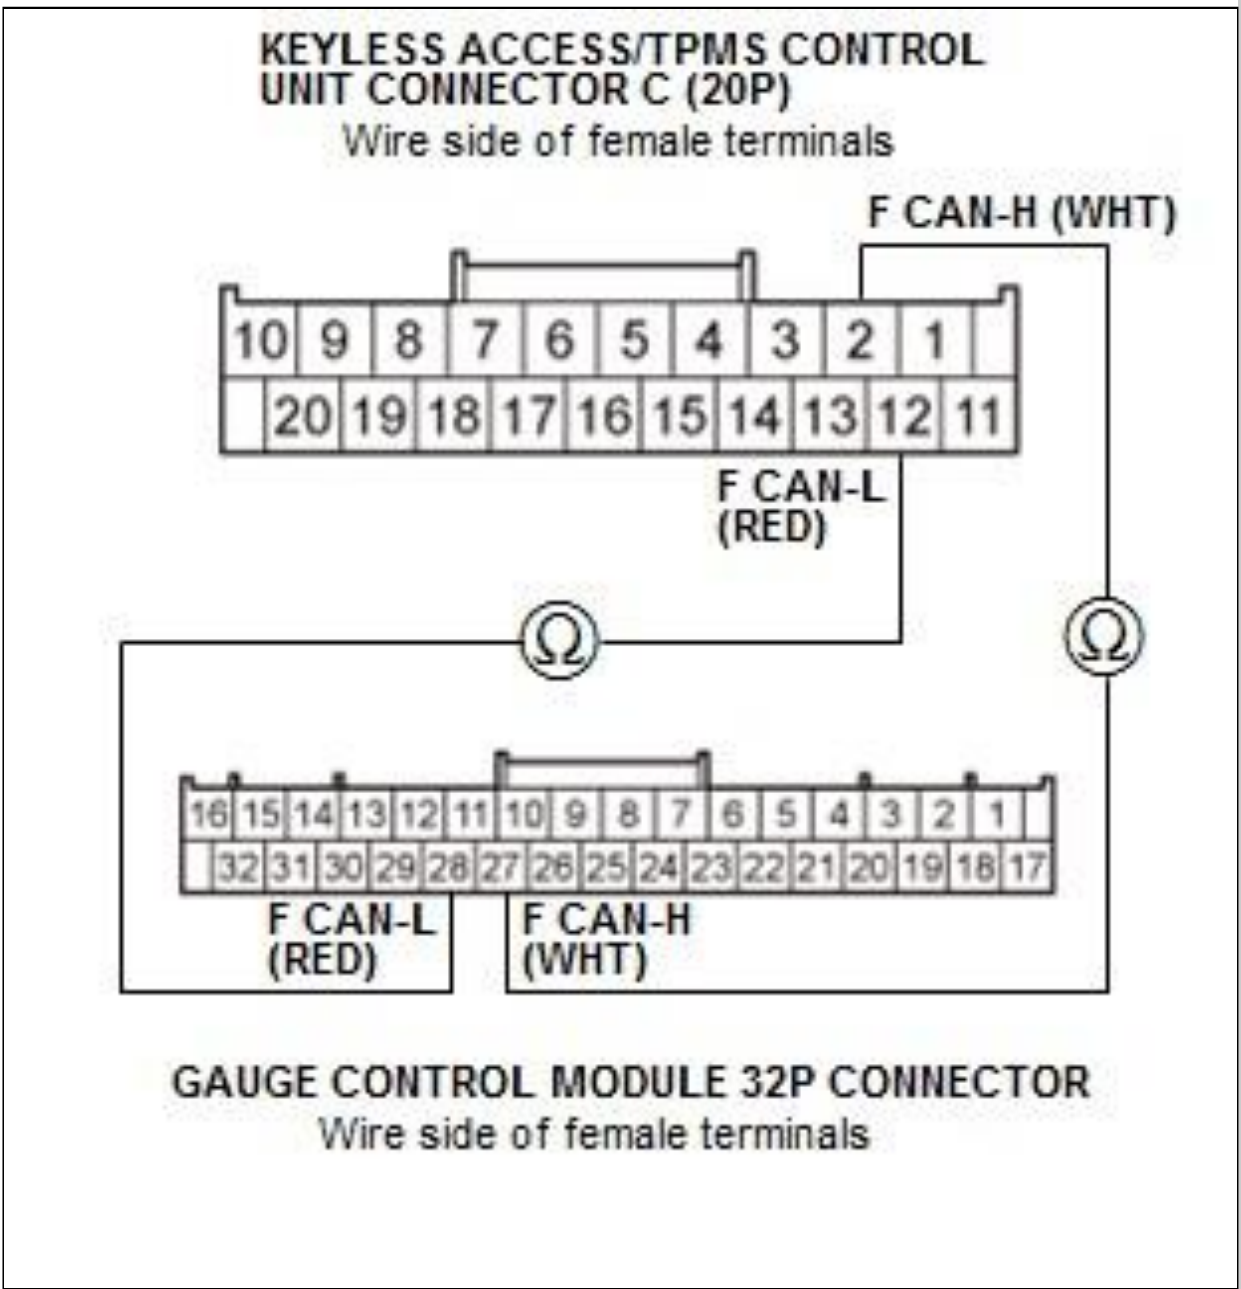 KEYLESS ACCESS/TPMS CONTROL
UNIT CONNECTOR C (20P)
Wire side of female terminals
F CAN-H (WHT)
10 9 8 7 6 5 4 3 2 1
20 19 18 17 16 15 14 13 12 11
F CAN-L
(RED)
Ω Ω
16 15 14 13 12 11 10 9 8 7 6 5 4 3 2 1
32 31 30 29 28 27 26 25 24 23 22 21 20 19 18 17
F CAN-L
(RED)
F CAN-H
(WHT)
GAUGE CONTROL MODULE 32P CONNECTOR
Wire side of female terminals